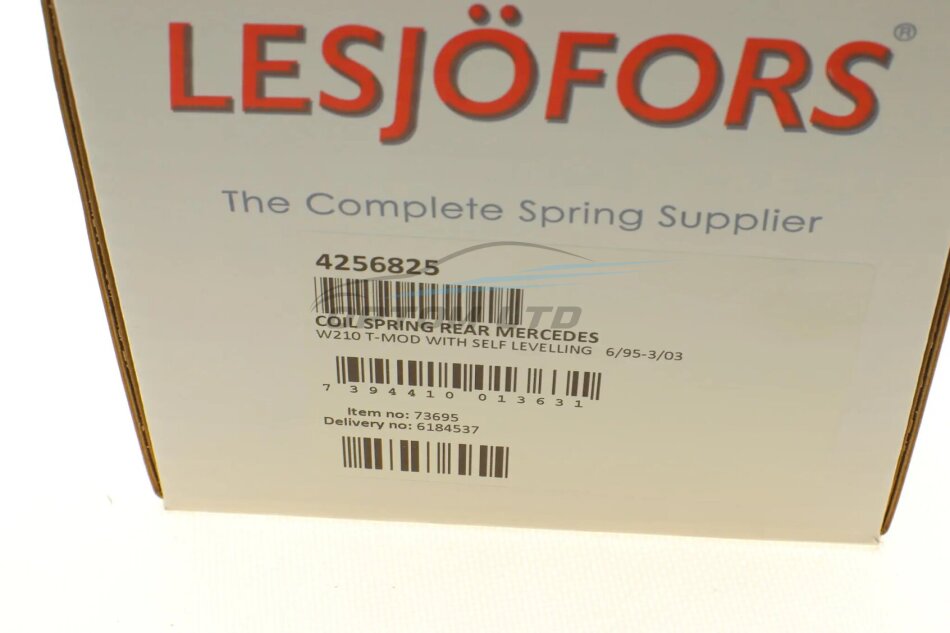 LESJÖFORS®
The Complete Spring Supplier
4256825
COIL SPRING REAR MERCEDES
W210 T-MOD WITH SELF LEVELLING 6/95-3/03
7 394410 013631
Item no: 73695
Delivery no: 6184537